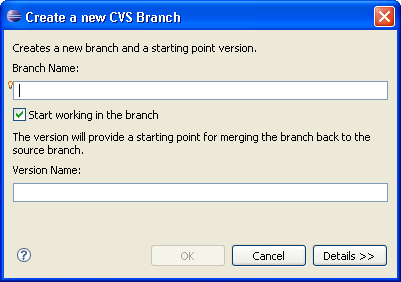 Create a new CVS Branch
Creates a new branch and a starting point version.
Branch Name:
Start working in the branch
The version will provide a starting point for merging the branch back to the
source branch.
Version Name:
?
OK
Cancel
Details >>